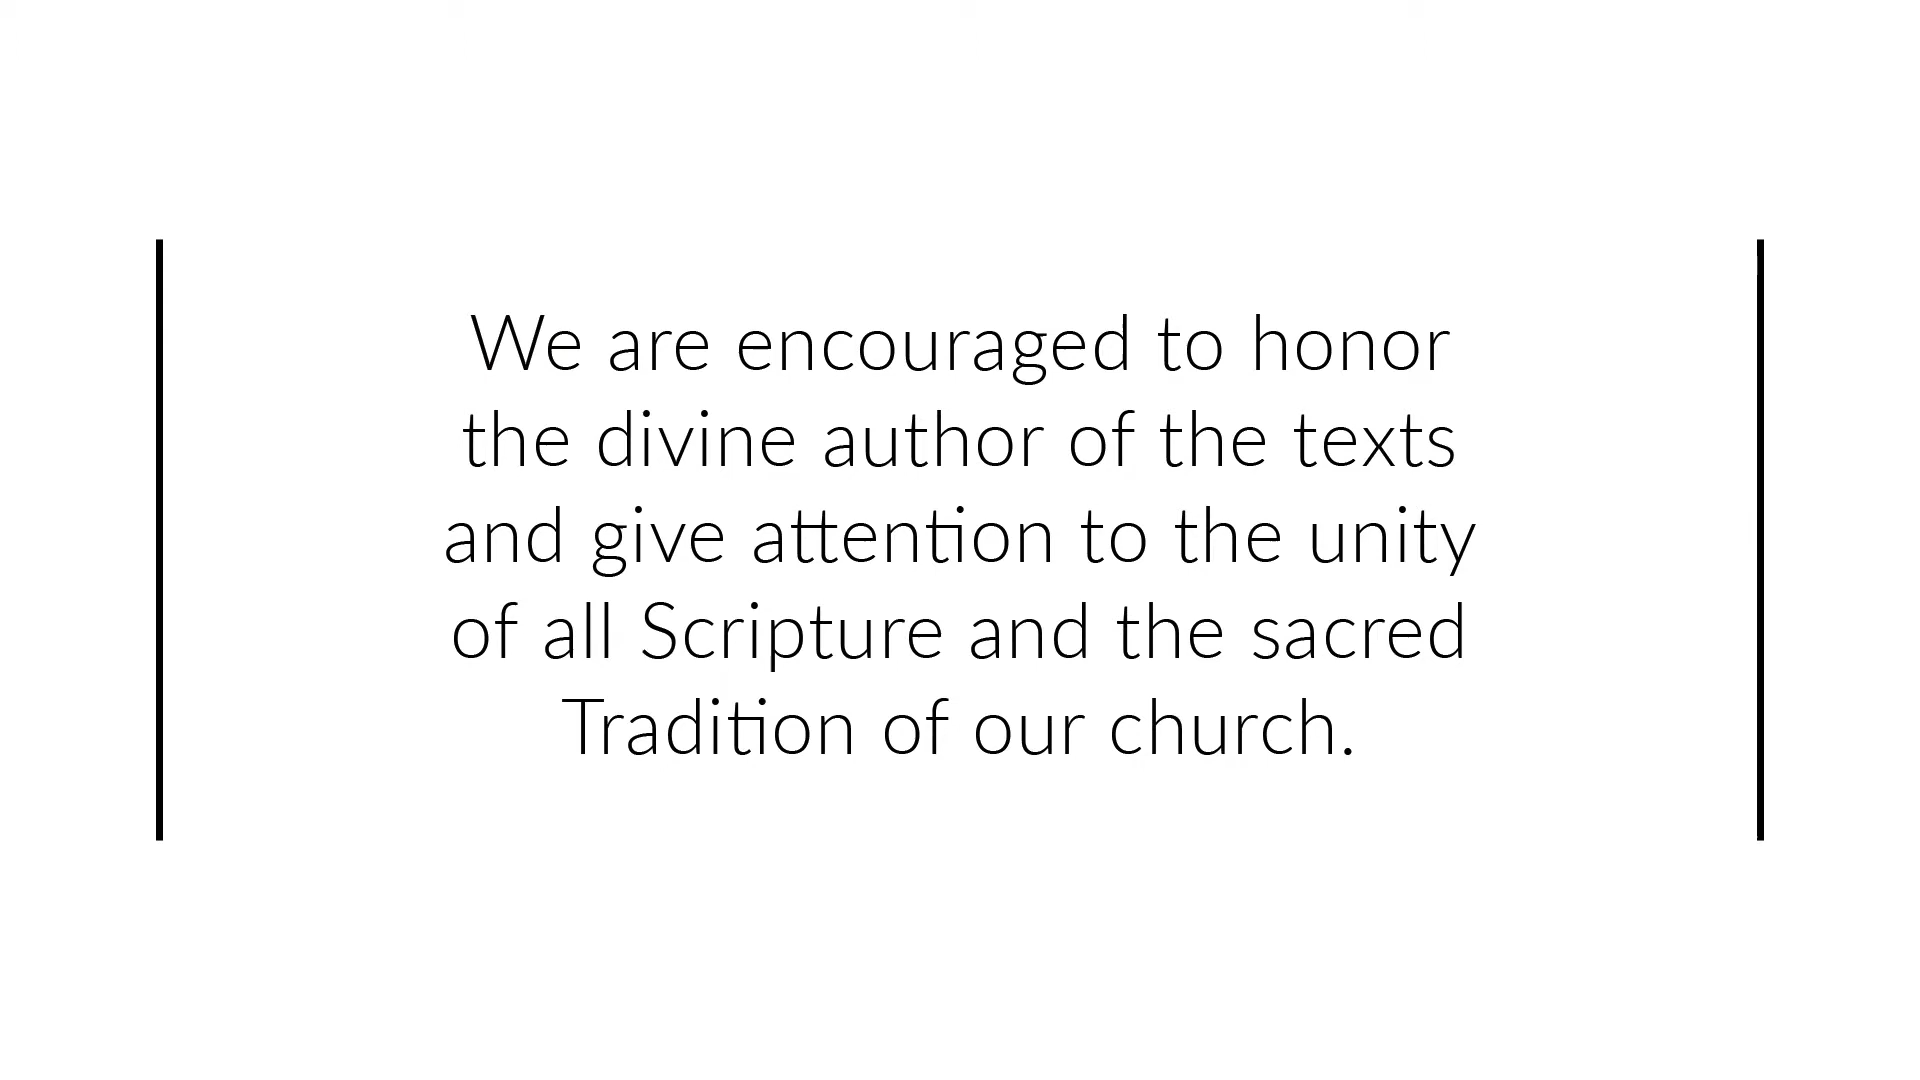 We are encouraged to honor
the divine author of the texts
and give attention to the unity
of all Scripture and the sacred
Tradition of our church.